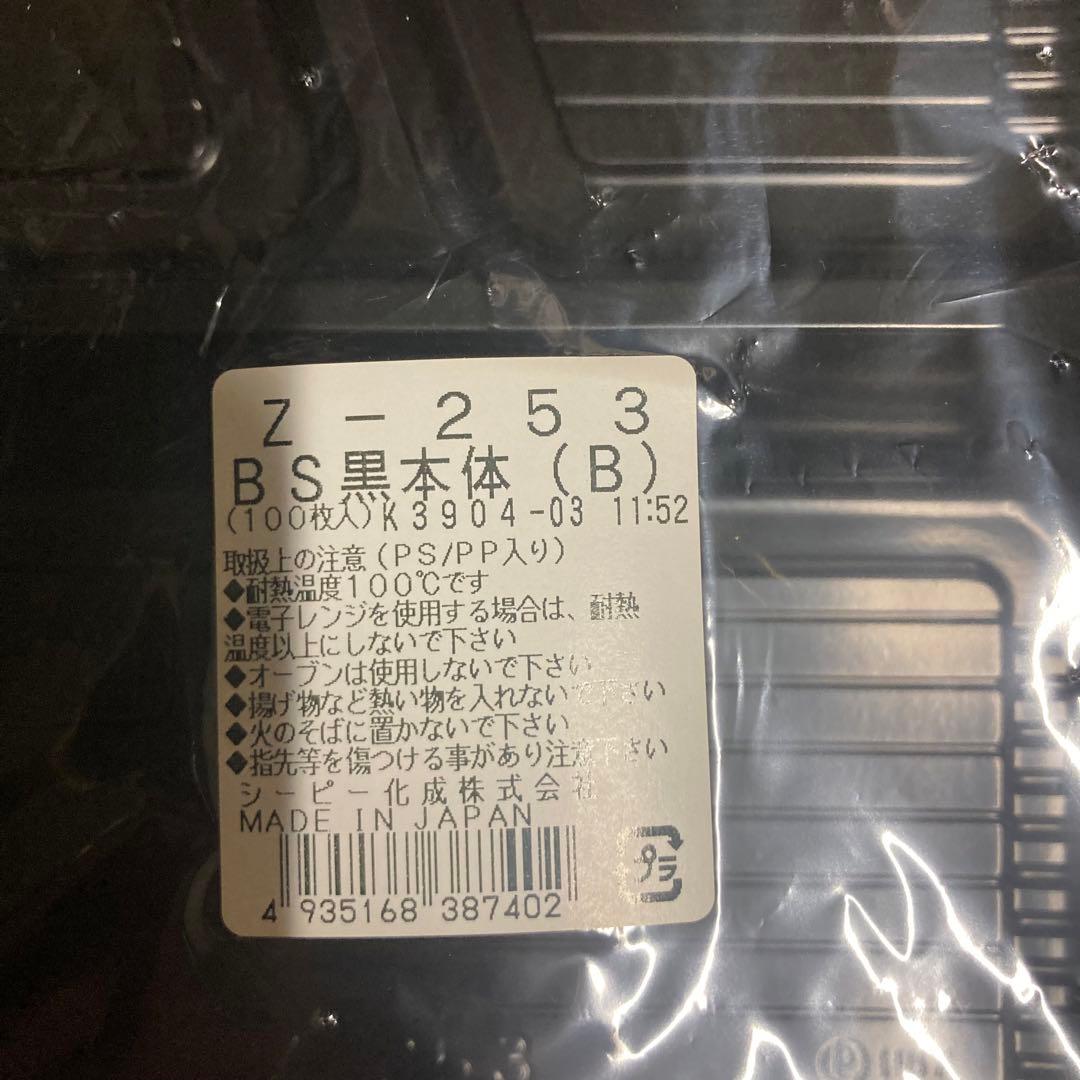 Z-253
BS黒本体(B)
(100枚入)K3904-03 11:52
取扱上の注意(PS/PP入り)
◆耐熱温度100℃です
◆電子レンジを使用する場合は、耐熱
温度以上にしないで下さい
◆オーブンは使用しないで下さい
◆揚げ物など熱い物を入れないで下さい
◆火のそばに置かないで下さい
◆指先等を傷つける事があり注意下さい
シーピー化成株式会社
MADE IN JAPAN
プラ
4 935168 387402